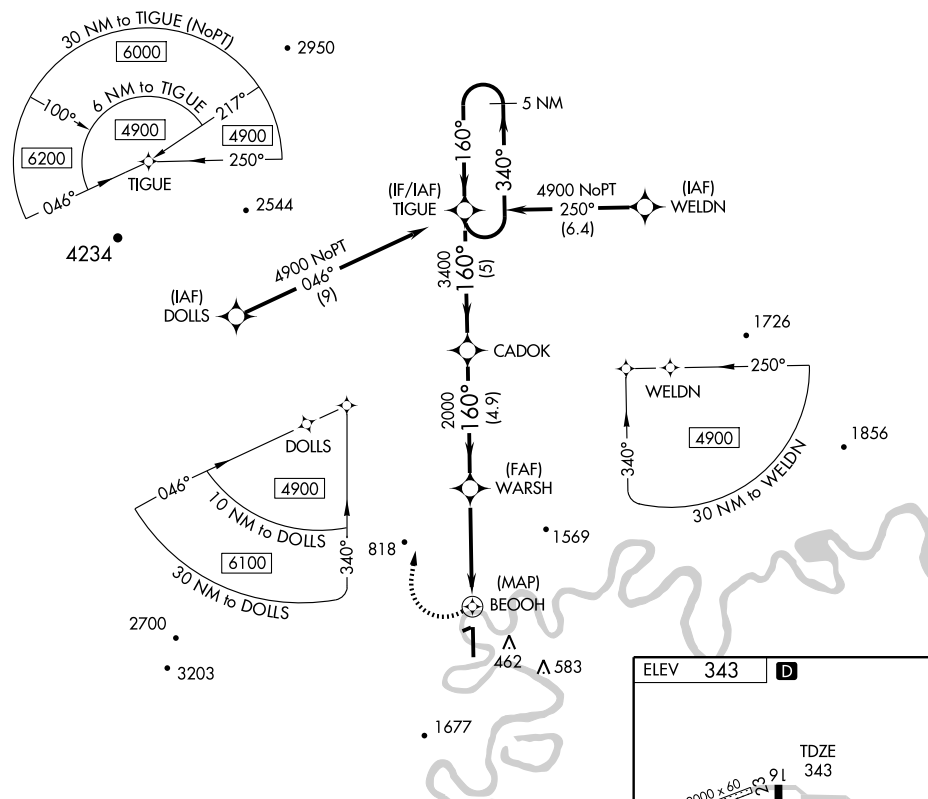 30 NM to TIGUE (NoPT)
6000
2950
6 NM to TIGUE
100°
217°
4900
4900
6200
250°
TIGUE
046°
2544
4234
5 NM
160°
340°
(IF/IAF)
TIGUE
4900 NoPT
250°
(6.4)
(IAF)
WELDN
4900 NoPT
046°
(9)
(IAF)
DOLLS
3400
160°
(5)
CADOK
2000
160°
(4.9)
(FAF)
WARSH
1726
250°
WELDN
4900
340°
30 NM to WELDN
1856
DOLLS
046°
4900
10 NM to DOLLS
6100
340°
30 NM to DOLLS
818
1569
(MAP)
BEOOH
462
583
2700
3203
1677
ELEV 343 D
TDZE
343
2000 x 60
23
16